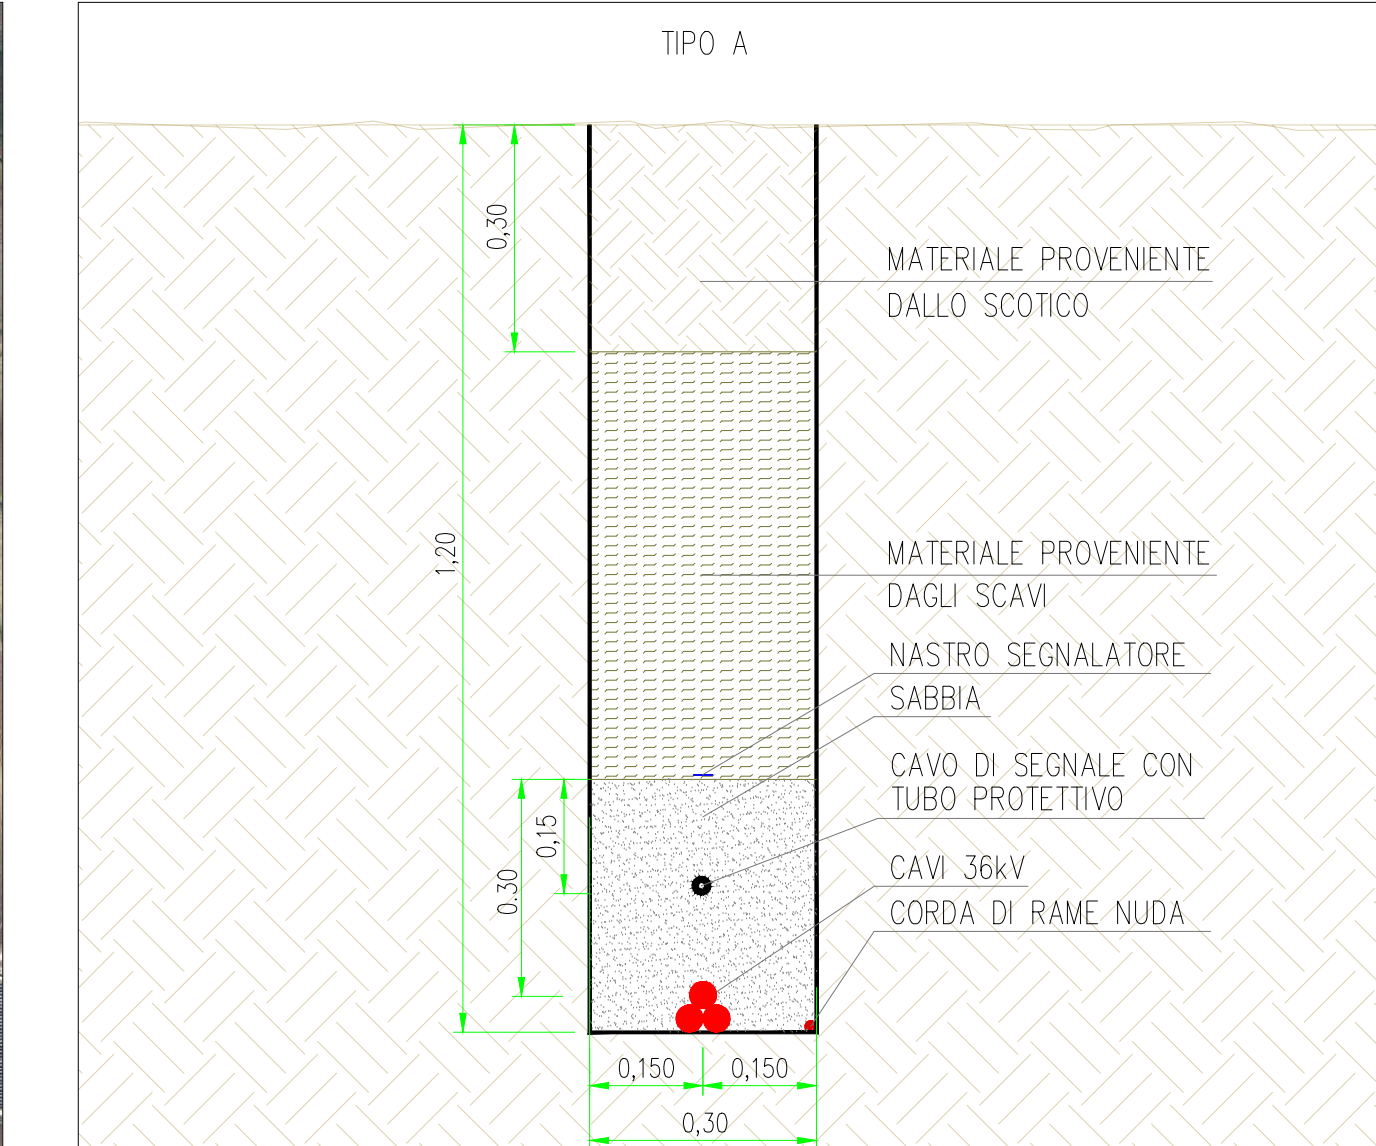 TIPO A
0,30
MATERIALE PROVENIENTE
DALLO SCOTICO
1,20
MATERIALE PROVENIENTE
DAGLI SCAVI
NASTRO SEGNALATORE
SABBIA
CAVO DI SEGNALE CON
TUBO PROTETTIVO
0,15
0.30
CAVI 36kV
CORDA DI RAME NUDA
0,150
0,150
0,30